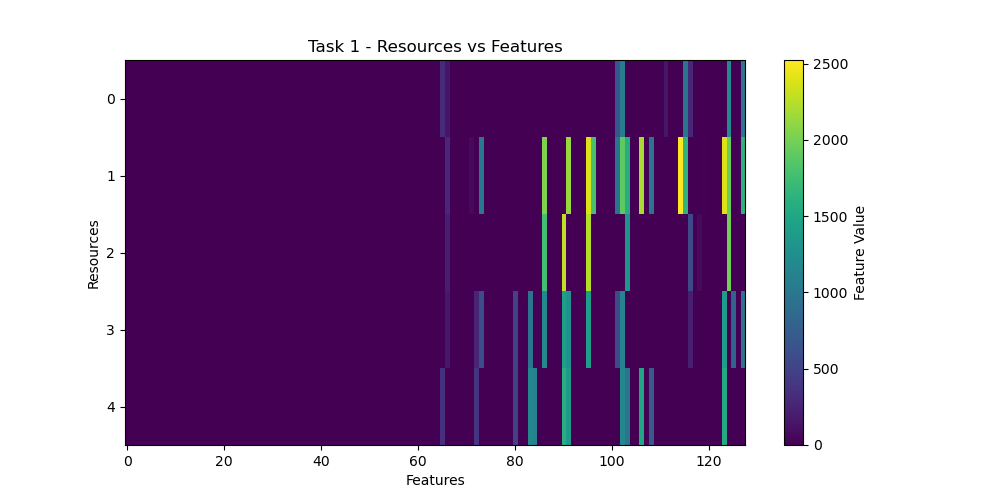 Task 1 - Resources vs Features
Resources
0
1
2
3
4
0 20 40 60 80 100 120
Features
2500
2000
1500
1000
500
0
Feature Value